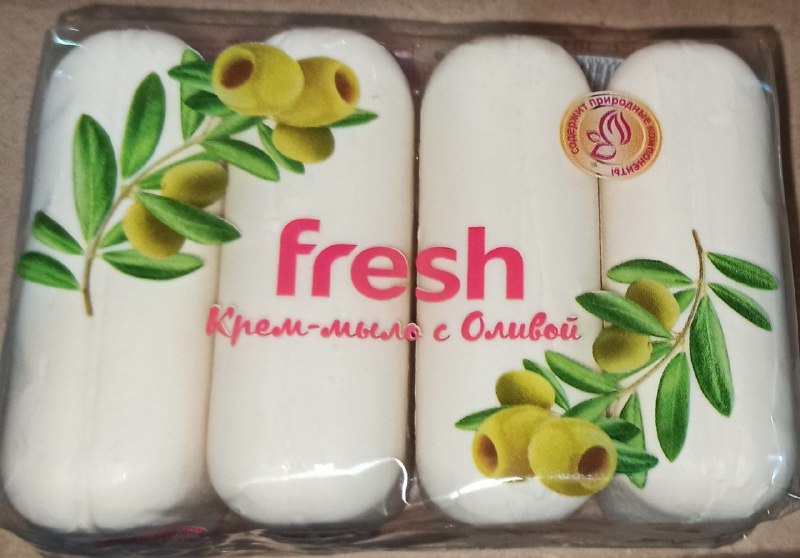 содержит природные компоненты
fresh
Крем-мыло с Оливой